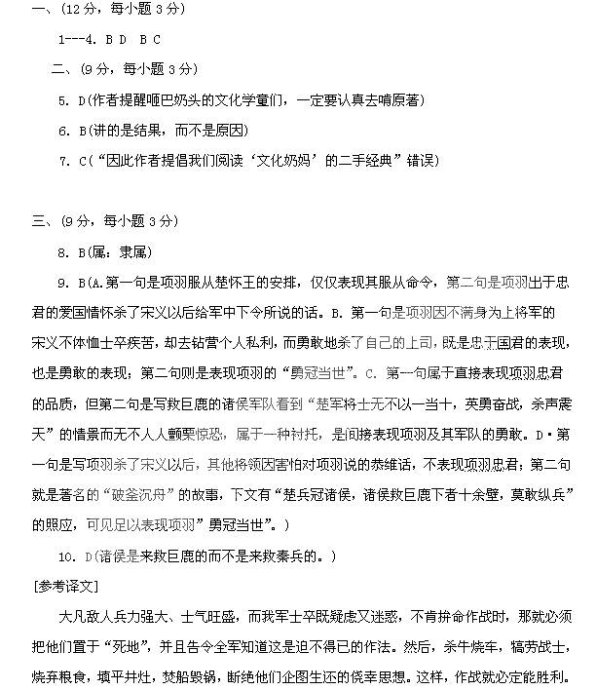 一、(12分，每小题3分)
1---4. B D  B C
二、(9分，每小题3分)
5. D(作者提醒咂巴奶头的文化学童们，一定要认真去啃原著)
6. B(讲的是结果，而不是原因)
7. C(“因此作者提倡我们阅读‘文化奶妈’的二手经典”错误)
三、(9分，每小题3分)
8. B(属：隶属)
9. B(A.第一句是项羽服从楚怀王的安排，仅仅表现其服从命令，第二句是项羽出于忠
君的爱国情怀杀了宋义以后给军中下令所说的话。B. 第一句是项羽因不满身为上将军的
宋义不体恤士卒疾苦，却去钻营个人私利，而勇敢地杀了自己的上司，既是忠于国君的表现，
也是勇敢的表现；第二句则是表现项羽的“勇冠当世”。C. 第一句属于直接表现项羽忠君
的品质，但第二句是写救巨鹿的诸侯军队看到“楚军将士无不以一当十，英勇奋战，杀声震
天”的情景而无不人人颤栗惊恐，属于一种衬托，是间接表现项羽及其军队的勇敢。D·第
一句是写项羽杀了宋义以后，其他将领因害怕对项羽说的恭维话，不表现项羽忠君；第二句
就是著名的“破釜沉舟”的故事，下文有“楚兵冠诸侯，诸侯救巨鹿下者十余壁，莫敢纵兵”
的照应，可见足以表现项羽”勇冠当世”。)
10. D(诸侯是来救巨鹿的而不是来救秦兵的。)
[参考译文]
大凡敌人兵力强大、士气旺盛，而我军士卒既疑虑又迷惑，不肯拚命作战时，那就必须
把他们置于“死地”，并且告令全军知道这是迫不得已的作法。然后，杀牛烧车，犒劳战士，
烧弃粮食，填平井灶，焚船毁锅，断绝他们企图生还的侥幸思想。这样，作战就必定能胜利。